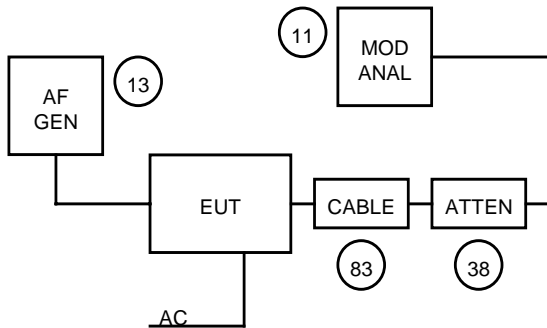 11
MOD
ANAL
13
AF
GEN
EUT
CABLE
ATTEN
83
38
AC